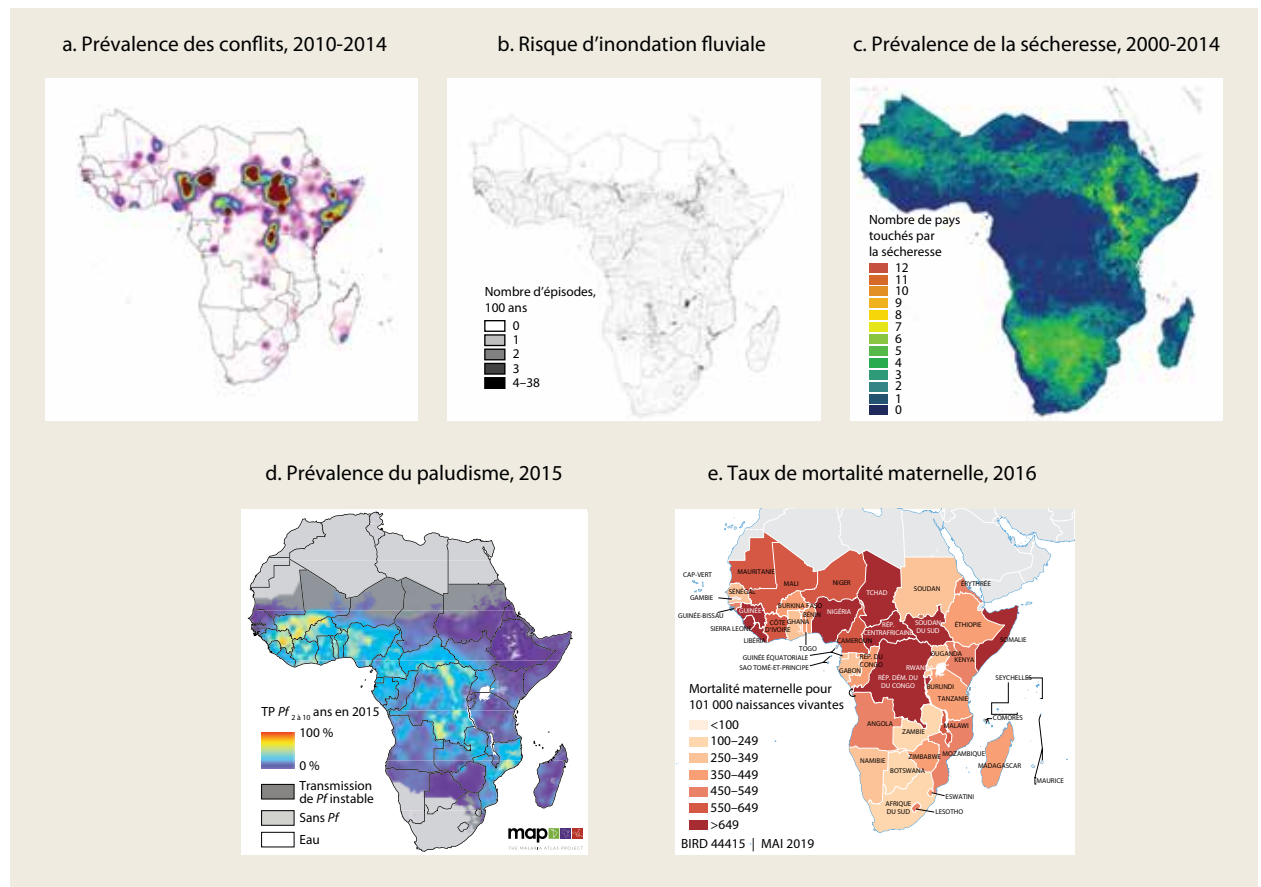 a. Prévalence des conflits, 2010-2014
b. Risque d'inondation fluviale
c. Prévalence de la sécheresse, 2000-2014
Nombre d'épisodes,
100 ans
0
1
2
3
4–38
Nombre de pays
touchés par
la sécheresse
12
11
10
9
8
7
6
5
4
3
2
1
0
d. Prévalence du paludisme, 2015
e. Taux de mortalité maternelle, 2016
TP Pf 2 à 10 ans en 2015
100 %
0 %
Transmission
de Pf instable
Sans Pf
Eau
map
THE MALARIA ATLAS PROJECT
CAP-VERT
MAURITANIE
MALI
NIGER
TCHAD
SOUDAN
ÉRYTHRÉE
SÉNÉGAL
GAMBIE
GUINÉE-BISSAU
GUINÉE
BURKINA FASO
BÉNIN
NIGÉRIA
SIERRA LEONE
CÔTE
D'IVOIRE
GHANA
LIBÉRIA
TOGO
CAMEROUN
RÉP.
CENTRAFRICAINE
SOUDAN
DU SUD
ÉTHIOPIE
SOMALIE
GUINÉE ÉQUATORIALE
SAO TOMÉ-ET-PRINCIPE
GABON
RÉP. DU
CONGO
RÉP. DÉM. DU
DU CONGO
OUGANDA
KENYA
RWAN
BURUNDI
TANZANIE
SEYCHELLES
COMORES
ANGOLA
ZAMBIE
MALAWI
MOZAMBIQUE
ZIMBABWE
NAMIBIE
BOTSWANA
MADAGASCAR
MAURICE
ESWATINI
LESOTHO
AFRIQUE
DU SUD
Mortalité maternelle pour
101 000 naissances vivantes
<100
100–249
250–349
350–449
450–549
550–649
>649
BIRD 44415 | MAI 2019